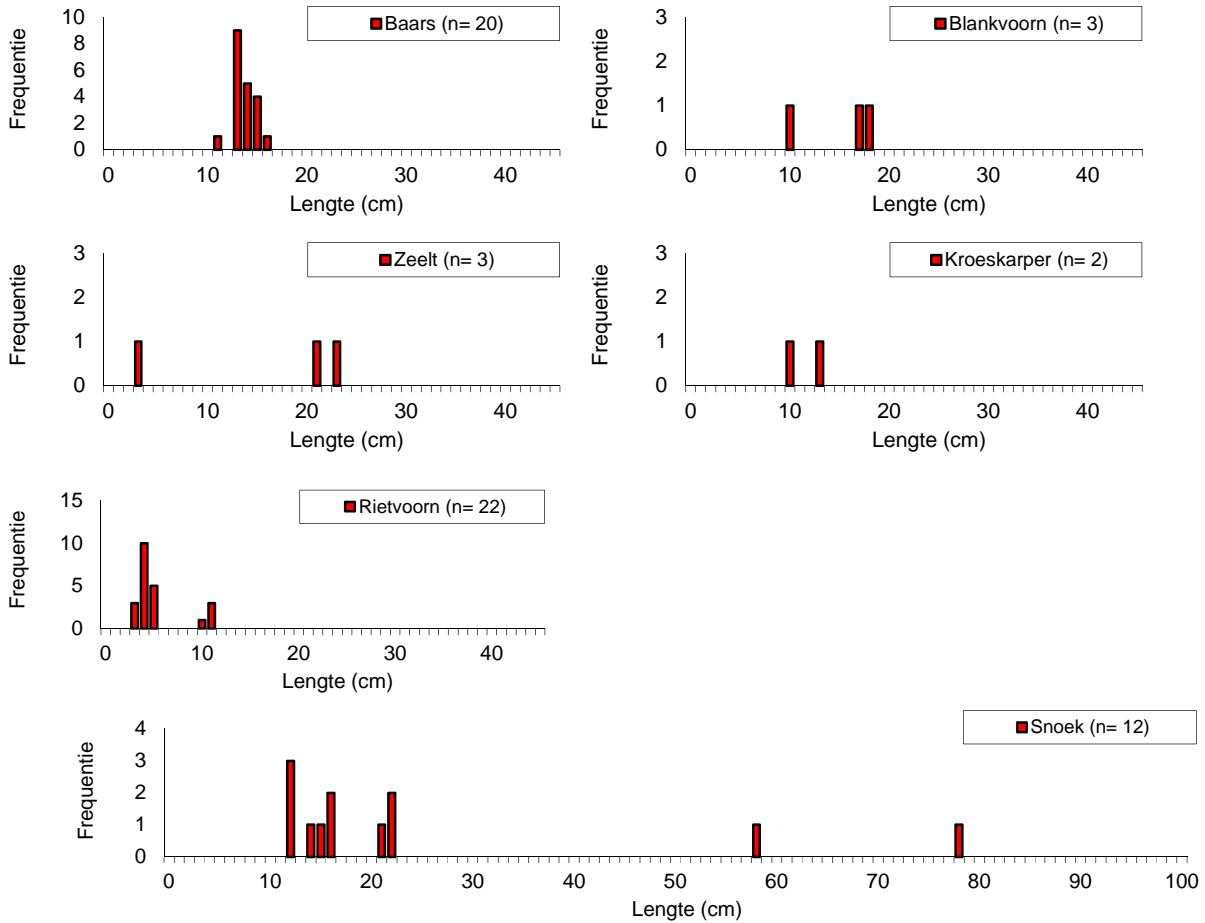 Frequentie
10
8
6
4
2
0
Baars (n= 20)
0 10 20 30 40
Lengte (cm)
Frequentie
3
2
1
0
Blankvoorn (n= 3)
0 10 20 30 40
Lengte (cm)
Frequentie
3
2
1
0
Zeelt (n= 3)
0 10 20 30 40
Lengte (cm)
Frequentie
3
2
1
0
Kroeskarper (n= 2)
0 10 20 30 40
Lengte (cm)
Frequentie
15
10
5
0
Rietvoorn (n= 22)
0 10 20 30 40
Lengte (cm)
Frequentie
4
3
2
1
0
Snoek (n= 12)
0 10 20 30 40 50 60 70 80 90 100
Lengte (cm)